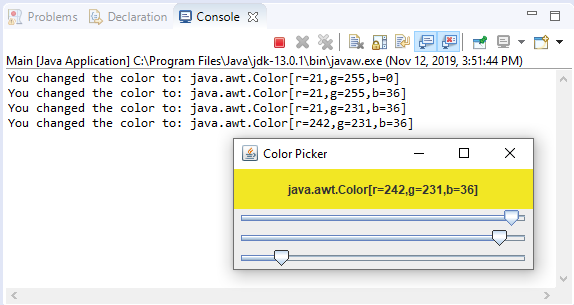 Problems Declaration Console
Main [Java Application] C:\Program Files\Java\jdk-13.0.1\bin\javaw.exe (Nov 12, 2019, 3:51:44 PM)
You changed the color to: java.awt.Color[r=21,g=255,b=0]
You changed the color to: java.awt.Color[r=21,g=255,b=36]
You changed the color to: java.awt.Color[r=21,g=231,b=36]
You changed the color to: java.awt.Color[r=242,g=231,b=36]
Color Picker
java.awt.Color[r=242,g=231,b=36]